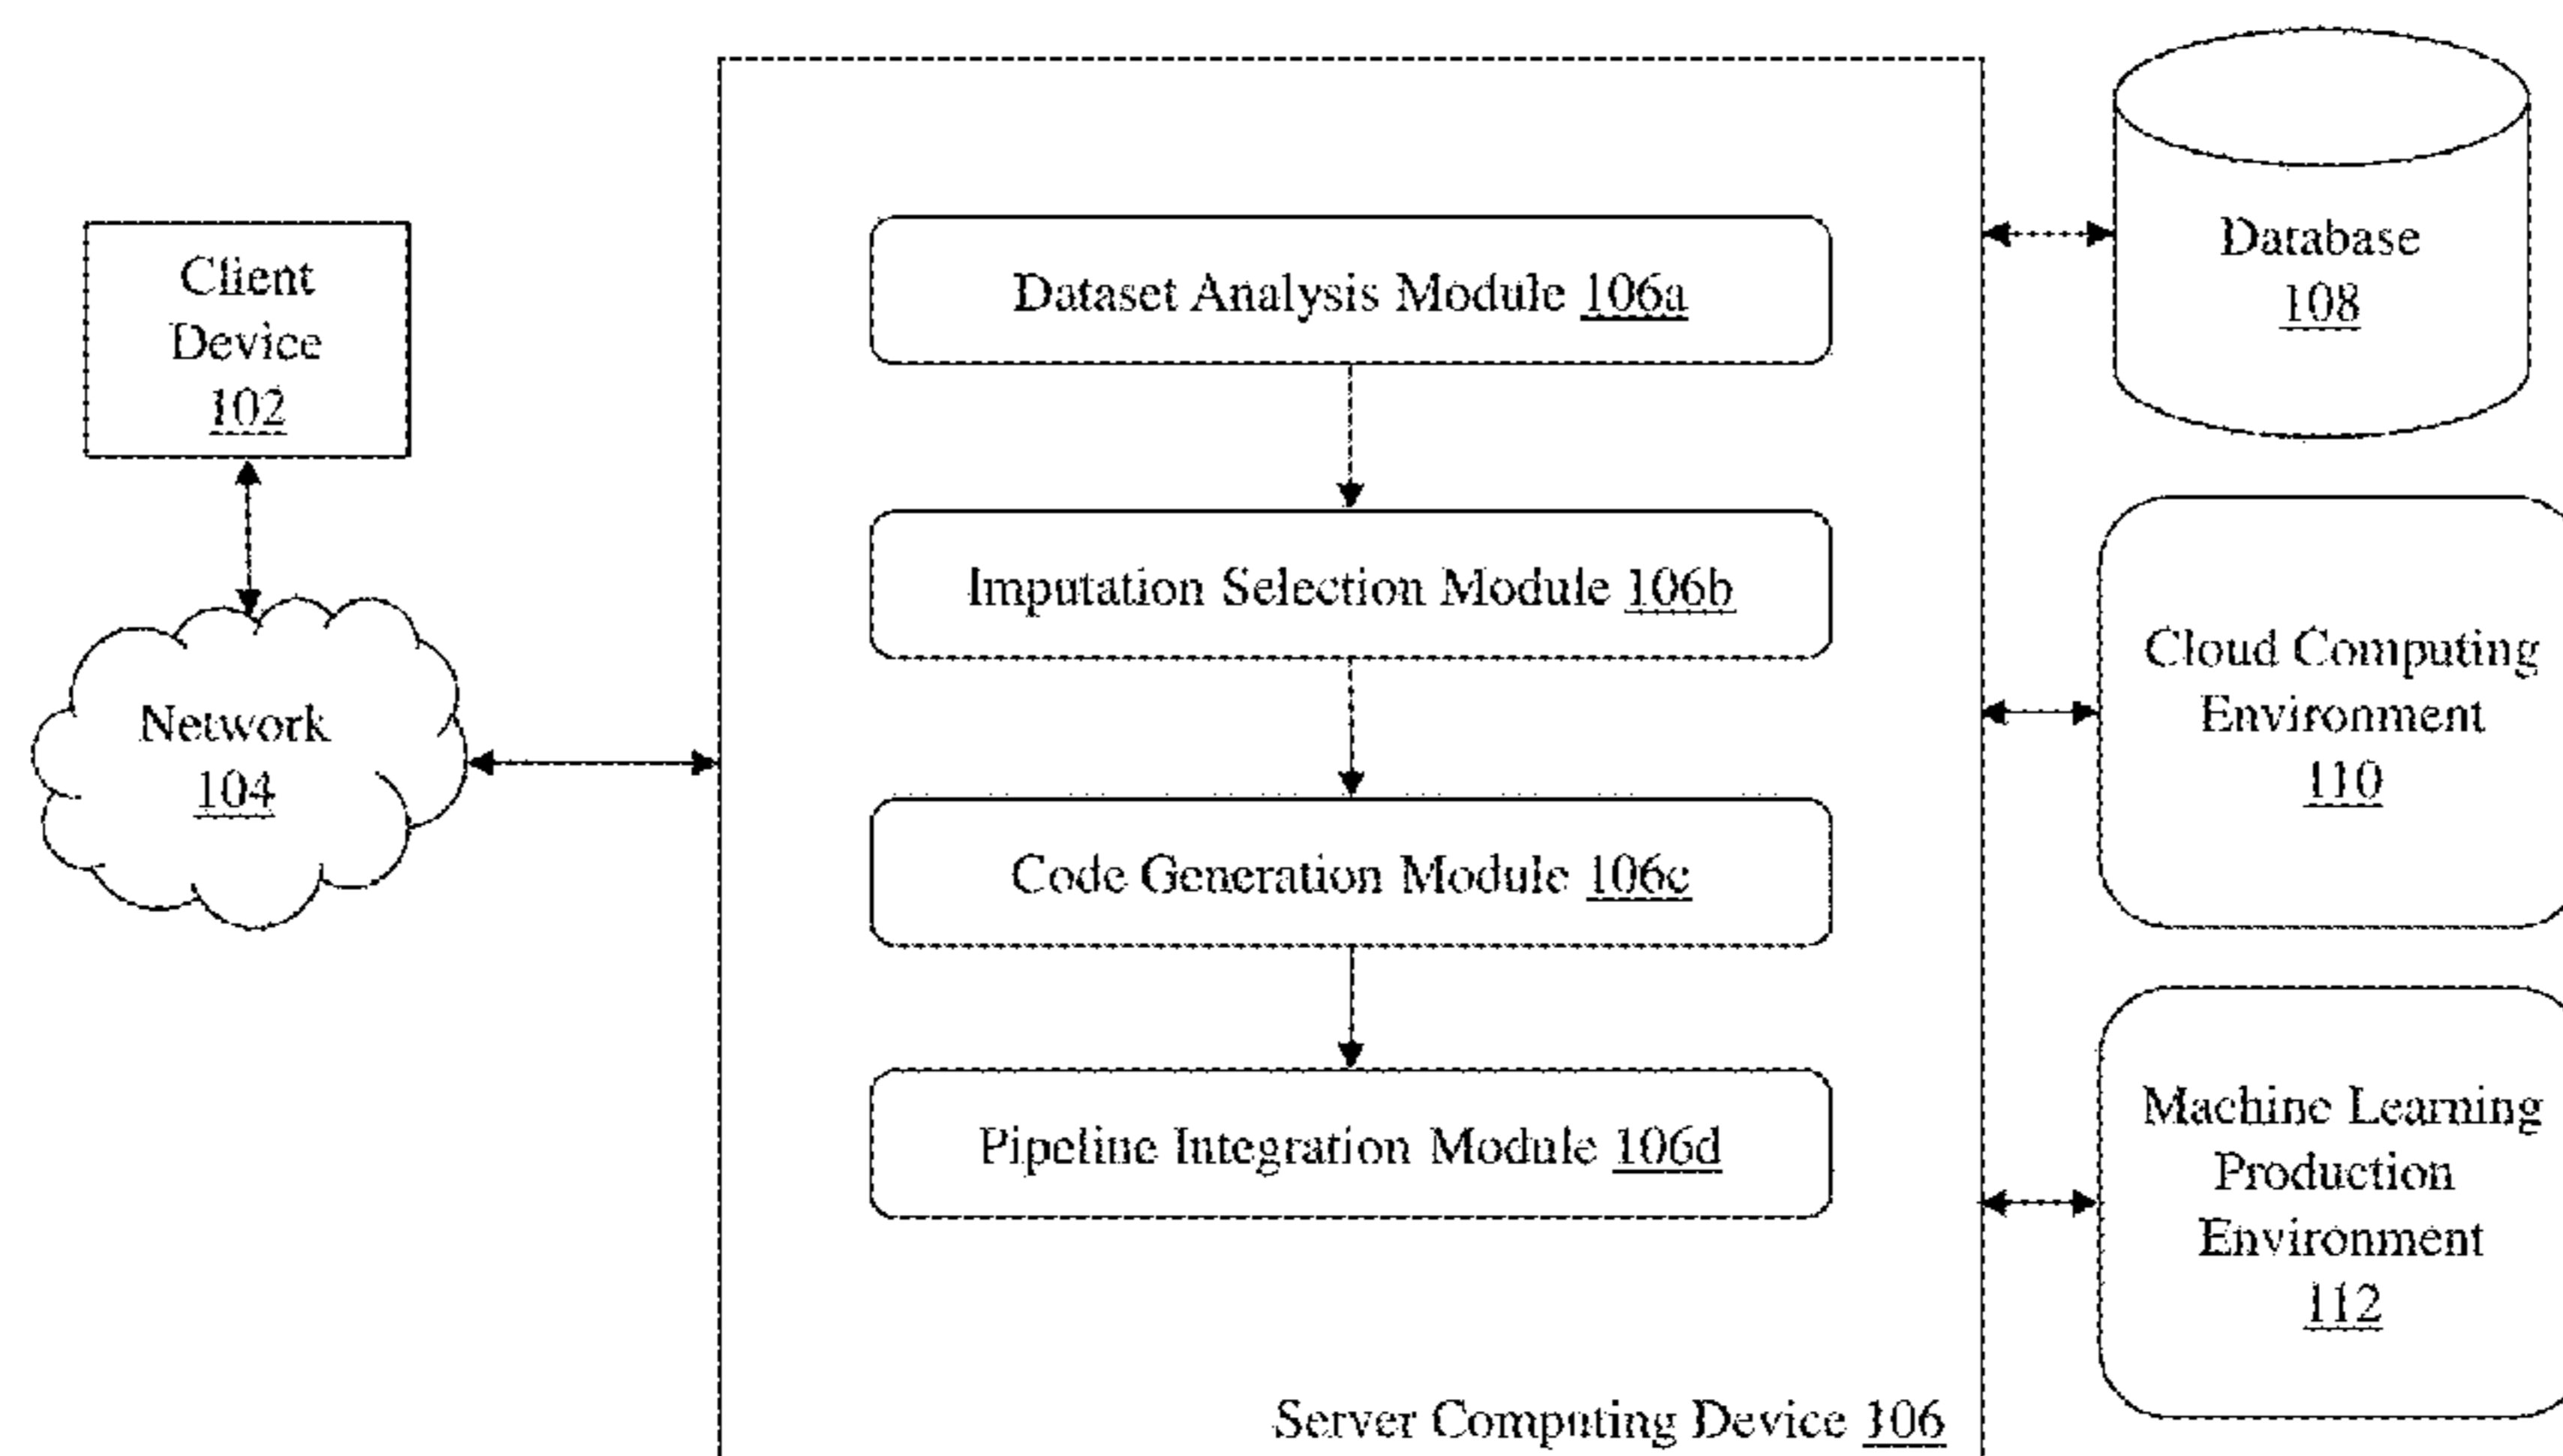 Client
Device
102
Network
104
Dataset Analysis Module 106a
Imputation Selection Module 106b
Code Generation Module 106c
Pipeline Integration Module 106d
Server Computing Device 106
Database
108
Cloud Computing
Environment
110
Machine Learning
Production
Environment
112